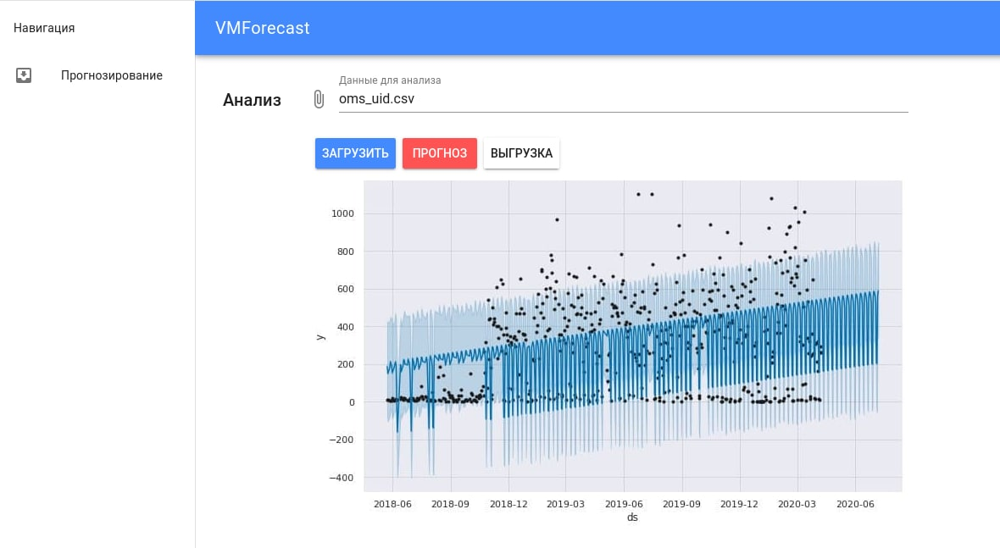 Навигация
VMForecast
Прогнозирование
Данные для анализа
Анализ
oms_uid.csv
ЗАГРУЗИТЬ ПРОГНОЗ ВЫГРУЗКА
1000
800
600
400
y
200
0
−200
−400
2018-06 2018-09 2018-12 2019-03 2019-06 2019-09 2019-12 2020-03 2020-06
ds